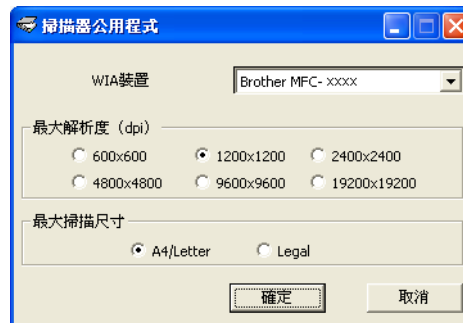 掃描器公用程式
WIA裝置 Brother MFC- xxxx
最大解析度（dpi）
600x600 1200x1200 2400x2400
4800x4800 9600x9600 19200x19200
最大掃描尺寸
A4/Letter Legal
確定 取消